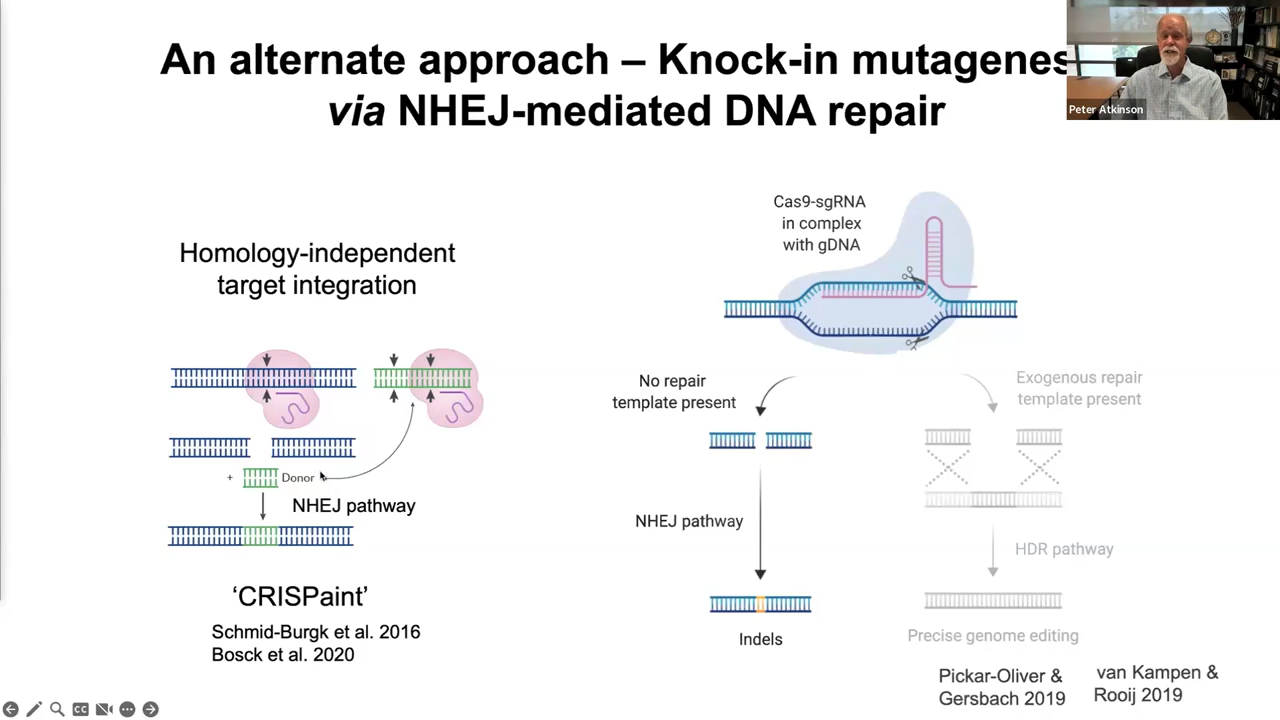 An alternate approach – Knock-in mutagenes
via NHEJ-mediated DNA repair
Peter Atkinson
Homology-independent
target integration
+
Donor
NHEJ pathway
‘CRISPaint’
Schmid-Burgk et al. 2016
Bosck et al. 2020
Cas9-sgRNA
in complex
with gDNA
No repair
template present
NHEJ pathway
Indels
Exogenous repair
template present
HDR pathway
Precise genome editing
Pickar-Oliver &
Gersbach 2019
van Kampen &
Rooij 2019
CC